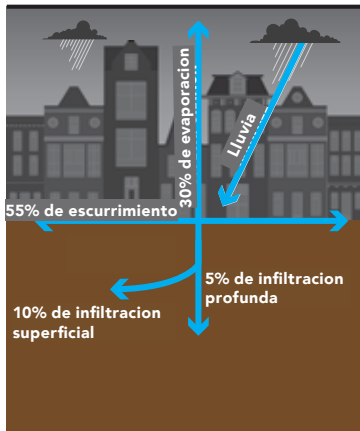 30% de evaporacion
Lluvia
55% de escurrimiento
5% de infiltracion
profunda
10% de infiltracion
superficial